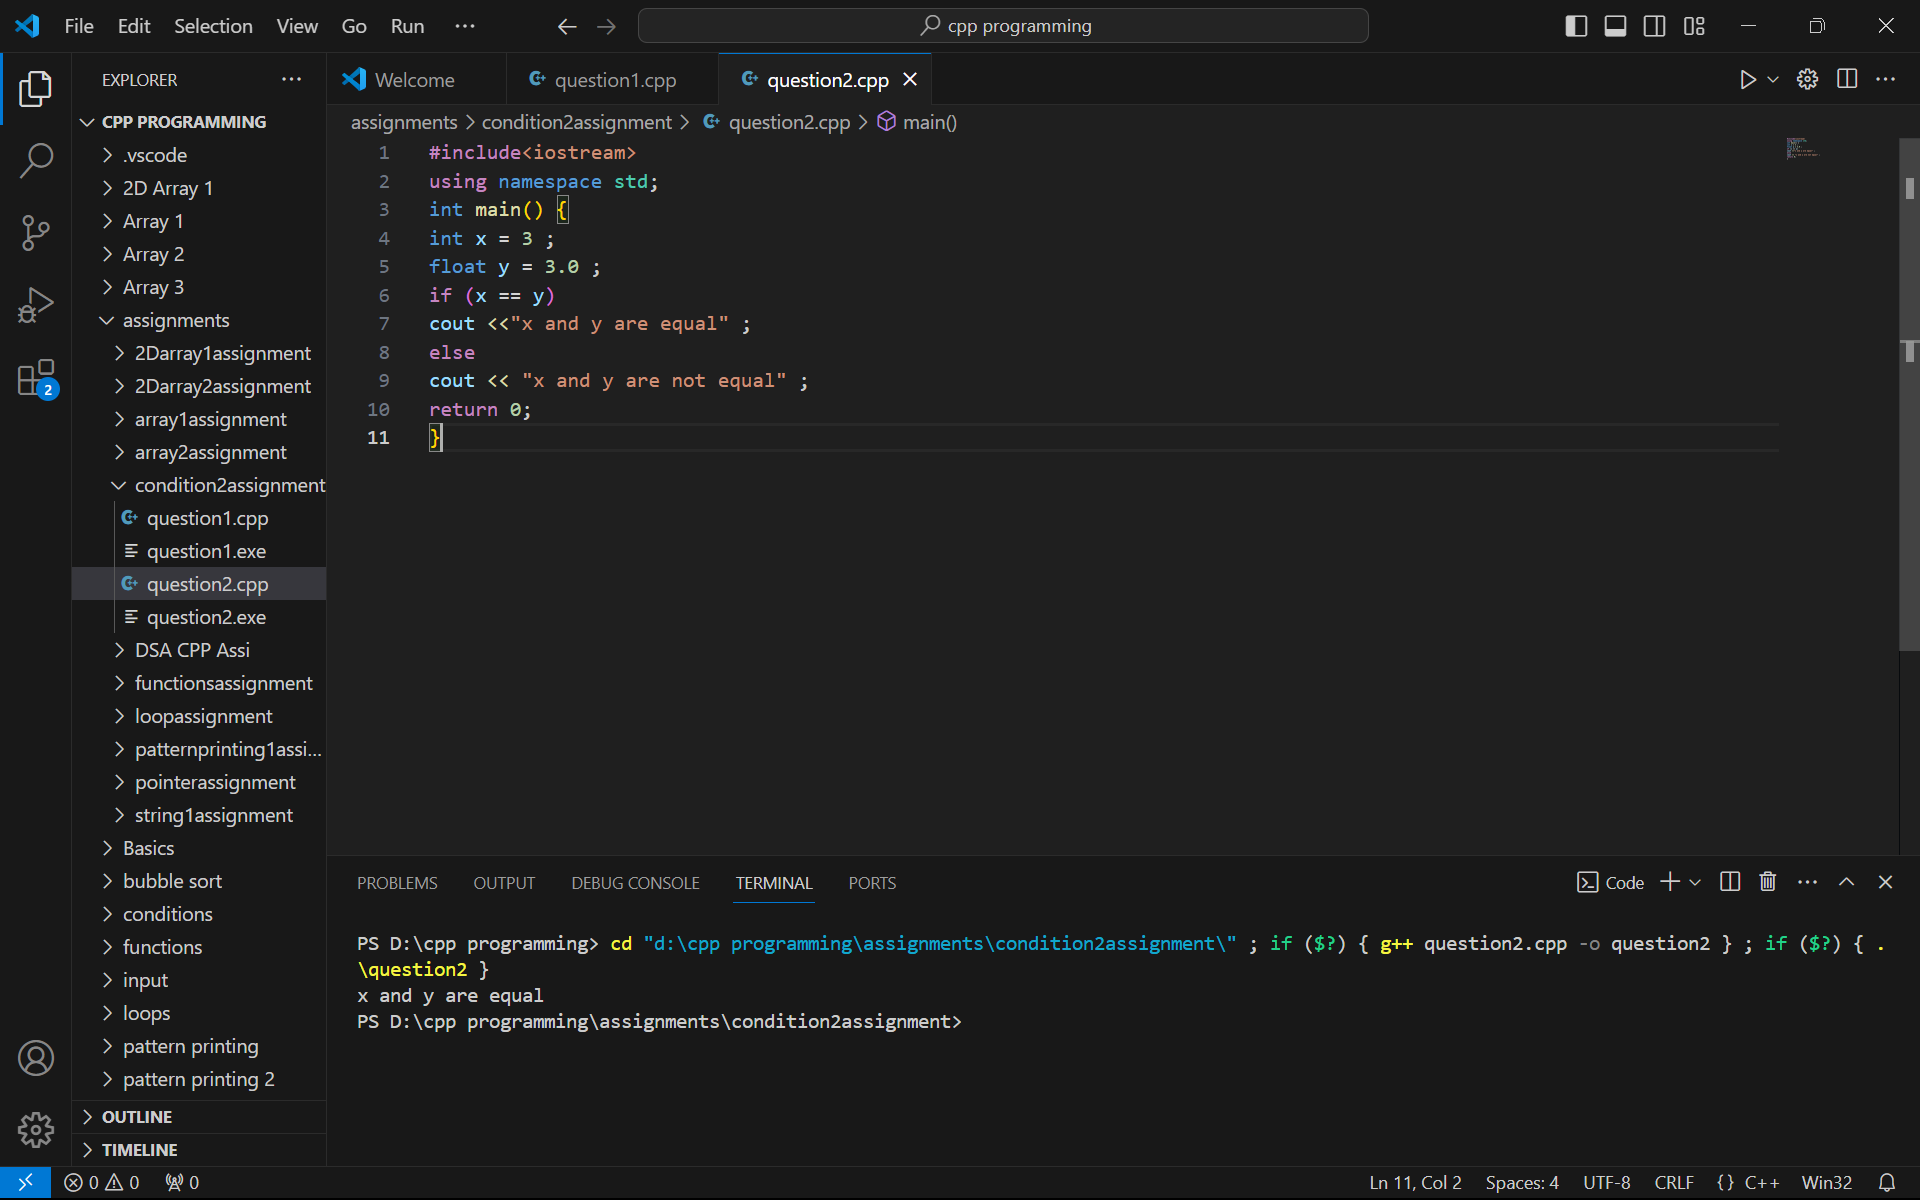 File Edit Selection View Go Run ··· cpp programming
EXPLORER ···
CPP PROGRAMMING
.vscode
2D Array 1
Array 1
Array 2
Array 3
assignments
2Darray1assignment
2Darray2assignment
array1assignment
array2assignment
condition2assignment
question1.cpp
question1.exe
question2.cpp
question2.exe
DSA CPP Assi
functionsassignment
loopassignment
patternprinting1assi...
pointerassignment
string1assignment
Basics
bubble sort
conditions
functions
input
loops
pattern printing
pattern printing 2
OUTLINE
TIMELINE
2
Welcome question1.cpp question2.cpp
assignments > condition2assignment > question2.cpp > main()
1 #include<iostream>
2 using namespace std;
3 int main() {
4 int x = 3 ;
5 float y = 3.0 ;
6 if (x == y)
7 cout <<"x and y are equal" ;
8 else
9 cout << "x and y are not equal" ;
10 return 0;
11 }
PROBLEMS OUTPUT DEBUG CONSOLE TERMINAL PORTS Code
PS D:\cpp programming> cd "d:\cpp programming\assignments\condition2assignment\" ; if ($?) { g++ question2.cpp -o question2 } ; if ($?) { .
\question2 }
x and y are equal
PS D:\cpp programming\assignments\condition2assignment>
0 0 0 Ln 11, Col 2 Spaces: 4 UTF-8 CRLF {} C++ Win32